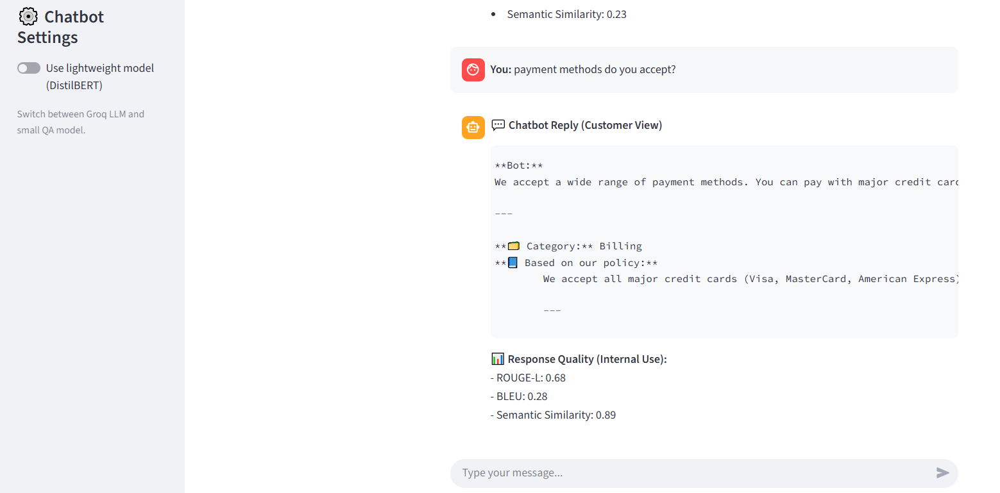 Chatbot
Settings
Use lightweight model
(DistilBERT)
Switch between Groq LLM and
small QA model.
• Semantic Similarity: 0.23
You: payment methods do you accept?
💬 Chatbot Reply (Customer View)
**Bot:**
We accept a wide range of payment methods. You can pay with major credit card
---
**🗂️ Category:** Billing
**📘 Based on our policy:**
We accept all major credit cards (Visa, MasterCard, American Express)
---
📊 Response Quality (Internal Use):
- ROUGE-L: 0.68
- BLEU: 0.28
- Semantic Similarity: 0.89
Type your message...